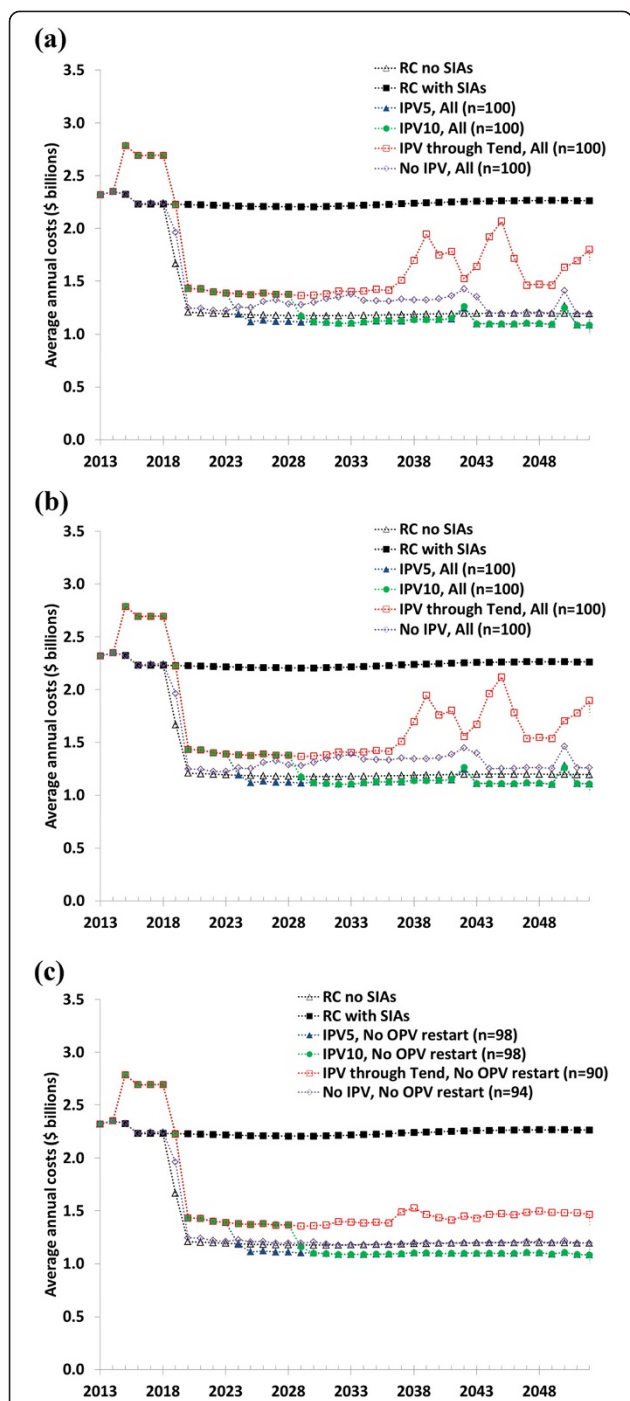 (a)
3.5
3.0
2.5
2.0
1.5
1.0
0.5
0.0
Average annual costs ($ billions)
RC no SIAs
RC with SIAs
IPV5, All (n=100)
IPV10, All (n=100)
IPV through Tend, All (n=100)
No IPV, All (n=100)
2013 2018 2023 2028 2033 2038 2043 2048
(b)
3.5
3.0
2.5
2.0
1.5
1.0
0.5
0.0
Average annual costs ($ billions)
RC no SIAs
RC with SIAs
IPV5, All (n=100)
IPV10, All (n=100)
IPV through Tend, All (n=100)
No IPV, All (n=100)
2013 2018 2023 2028 2033 2038 2043 2048
(c)
3.5
3.0
2.5
2.0
1.5
1.0
0.5
0.0
Average annual costs ($ billions)
RC no SIAs
RC with SIAs
IPV5, No OPV restart (n=98)
IPV10, No OPV restart (n=98)
IPV through Tend, No OPV restart (n=90)
No IPV, No OPV restart (n=94)
2013 2018 2023 2028 2033 2038 2043 2048